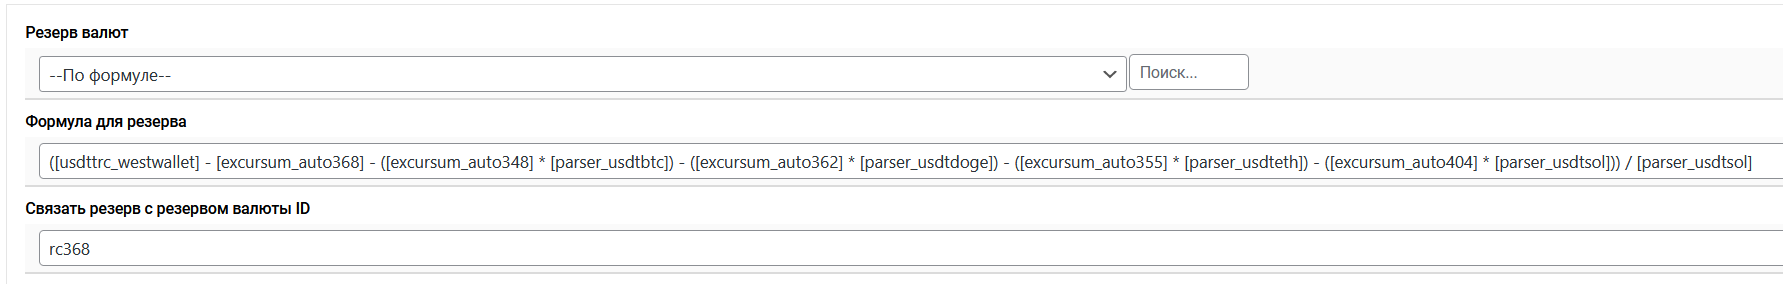 Резерв валют
--По формуле--
Поиск...
Формула для резерва
([usdttrc_westwallet] - [excursum_auto368] - ([excursum_auto348] * [parser_usdtbtc]) - ([excursum_auto362] * [parser_usdtdoge]) - ([excursum_auto355] * [parser_usdteth]) - ([excursum_auto404] * [parser_usdtsol])) / [parser_usdtsol]
Связать резерв с резервом валюты ID
rc368